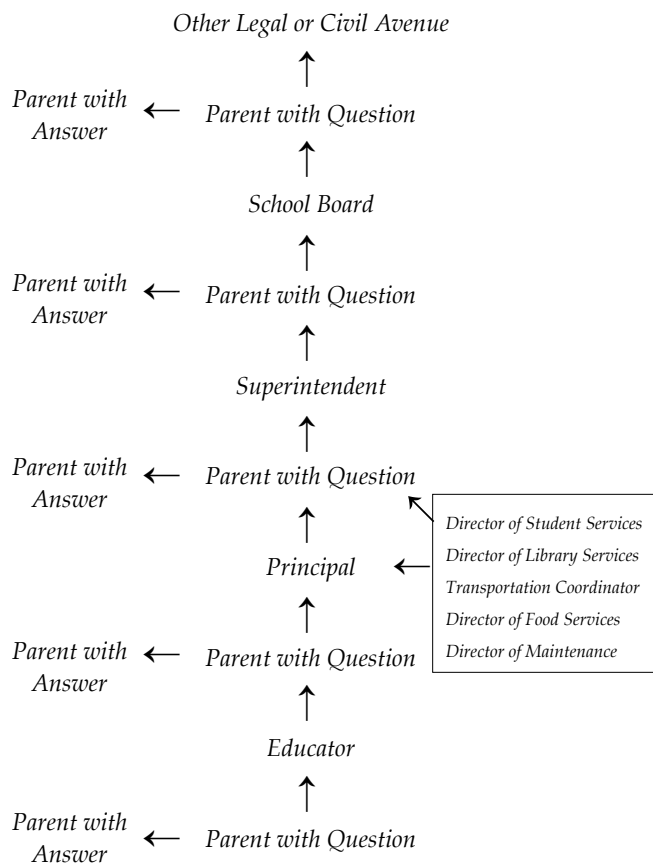 Other Legal or Civil Avenue
Parent with
Answer
Parent with Question
School Board
Parent with
Answer
Parent with Question
Superintendent
Parent with
Answer
Parent with Question
Director of Student Services
Director of Library Services
Transportation Coordinator
Director of Food Services
Director of Maintenance
Principal
Parent with
Answer
Parent with Question
Educator
Parent with
Answer
Parent with Question